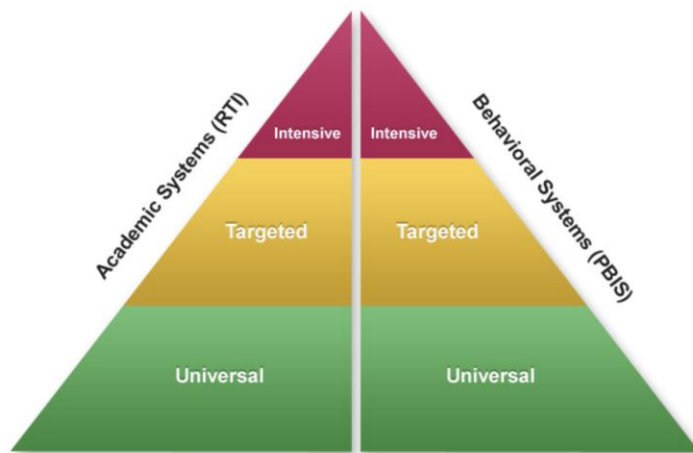 Academic Systems (RTI)
Behavioral Systems (PBIS)
Intensive
Intensive
Targeted
Targeted
Universal
Universal